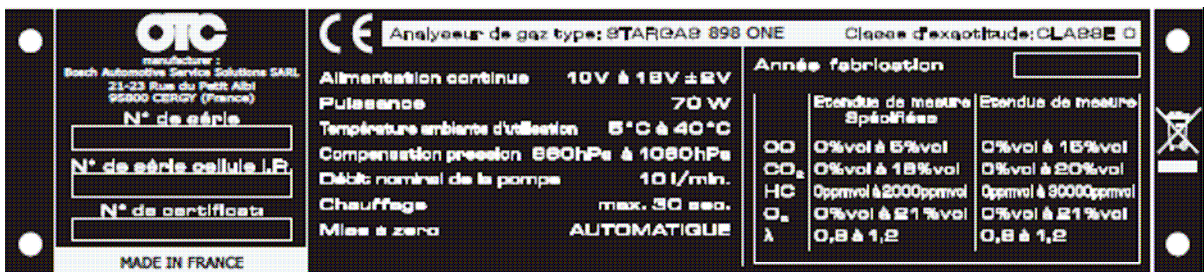 OTC
manufacturer :
Bosch Automotive Service Solutions SARL
21-23 Rue du Petit Albi
95800 CERGY (France)
N° de série
N° de série cellule I.R.
N° de certificat:
MADE IN FRANCE
CE Analyseur de gaz type: STARGAS 898 ONE Classe d'exactitude: CLASSE 0
Alimentation continue 10V à 18V ±2V
Puissance 70 W
Température ambiante d'utilisation 5°C à 40°C
Compensation pression 860hPa à 1060hPa
Débit nominal de la pompe 10 l/min.
Chauffage max. 30 sec.
Mise à zero AUTOMATIQUE
Année fabrication
Etendue de mesure Spécifiées Etendue de mesure
CO 0%vol à 5%vol 0%vol à 15%vol
CO₂ 0%vol à 16%vol 0%vol à 20%vol
HC 0ppmvol à 2000ppmvol 0ppmvol à 30000ppmvol
O₂ 0%vol à 21%vol 0%vol à 21%vol
λ 0,8 à 1,2 0,8 à 1,2